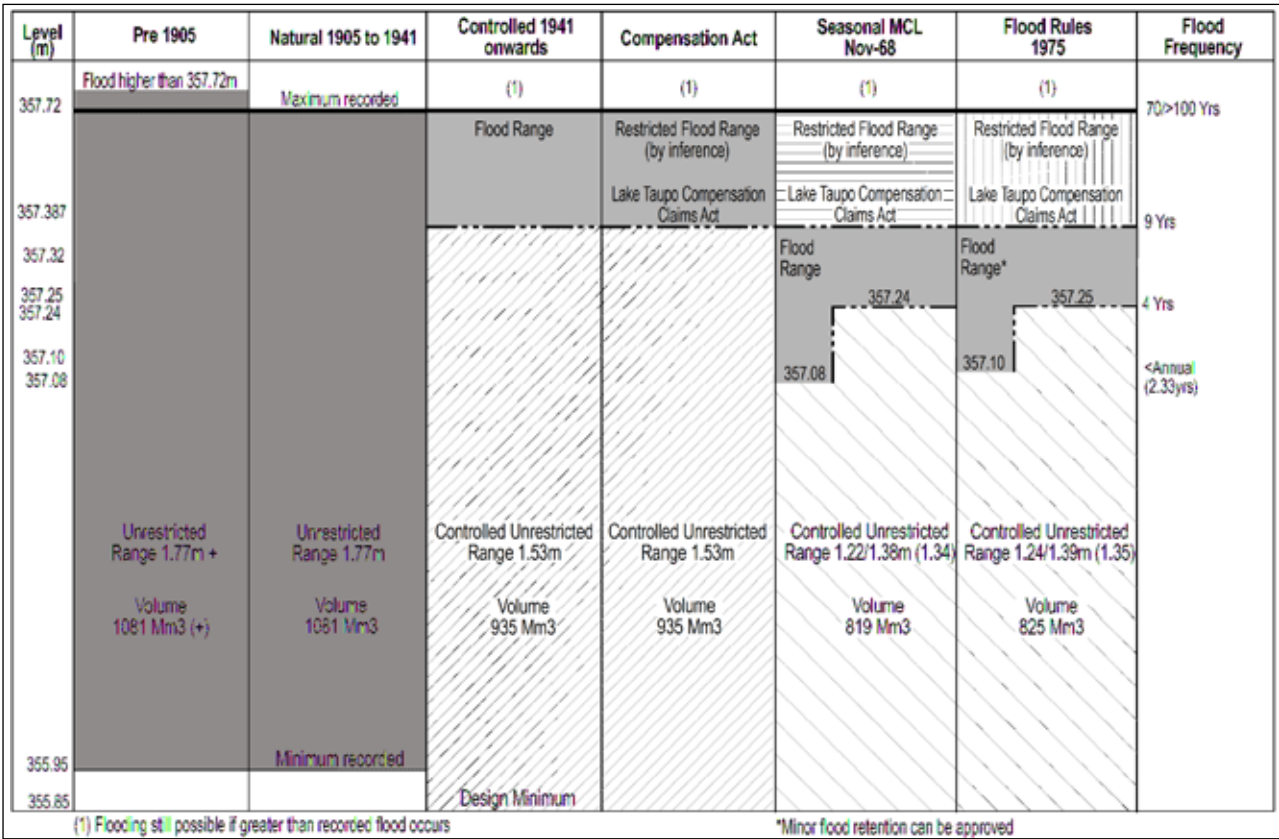 Level (m)
Pre 1905
Natural 1905 to 1941
Controlled 1941 onwards
Compensation Act
Seasonal MCL Nov-68
Flood Rules 1975
Flood Frequency
Flood higher than 357.72m
Maximum recorded
(1)
(1)
(1)
(1)
357.72
70/>100 Yrs
Flood Range
Restricted Flood Range
(by inference)
Restricted Flood Range
(by inference)
Restricted Flood Range
(by inference)
Lake Taupo Compensation
Claims Act
Lake Taupo Compensation
Claims Act
Lake Taupo Compensation
Claims Act
357.387
9 Yrs
357.32
Flood
Range
Flood
Range*
357.25
357.24
357.24
357.25
4 Yrs
357.10
357.08
357.08
357.10
<Annual
(2.33yrs)
Unrestricted
Range 1.77m +
Unrestricted
Range 1.77m
Controlled Unrestricted
Range 1.53m
Controlled Unrestricted
Range 1.53m
Controlled Unrestricted
Range 1.22/1.38m (1.34)
Controlled Unrestricted
Range 1.24/1.39m (1.35)
Volume
1081 Mm3 (+)
Volume
1081 Mm3
Volume
935 Mm3
Volume
935 Mm3
Volume
819 Mm3
Volume
825 Mm3
Minimum recorded
355.95
355.85
Design Minimum
(1) Flooding still possible if greater than recorded flood occurs
*Minor flood retention can be approved